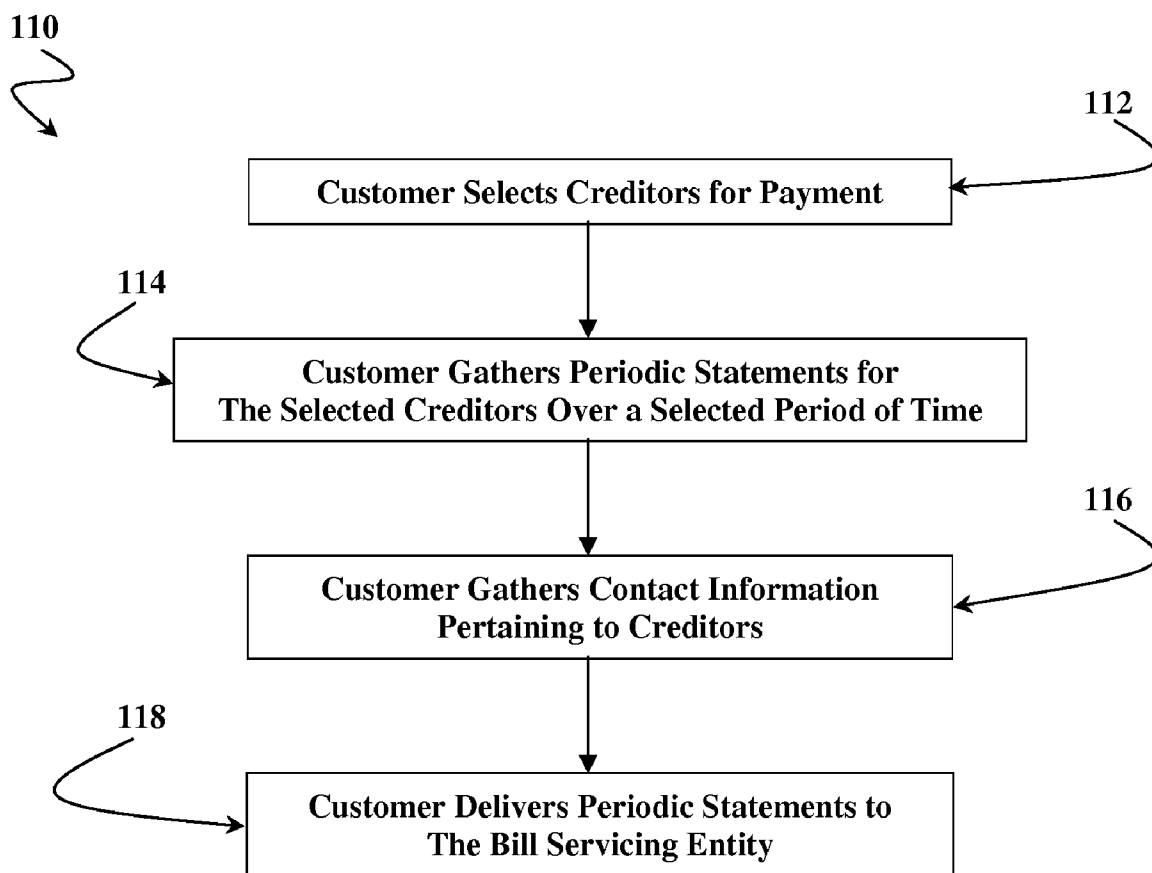 110
112
Customer Selects Creditors for Payment
114
Customer Gathers Periodic Statements for
The Selected Creditors Over a Selected Period of Time
116
Customer Gathers Contact Information
Pertaining to Creditors
118
Customer Delivers Periodic Statements to
The Bill Servicing Entity